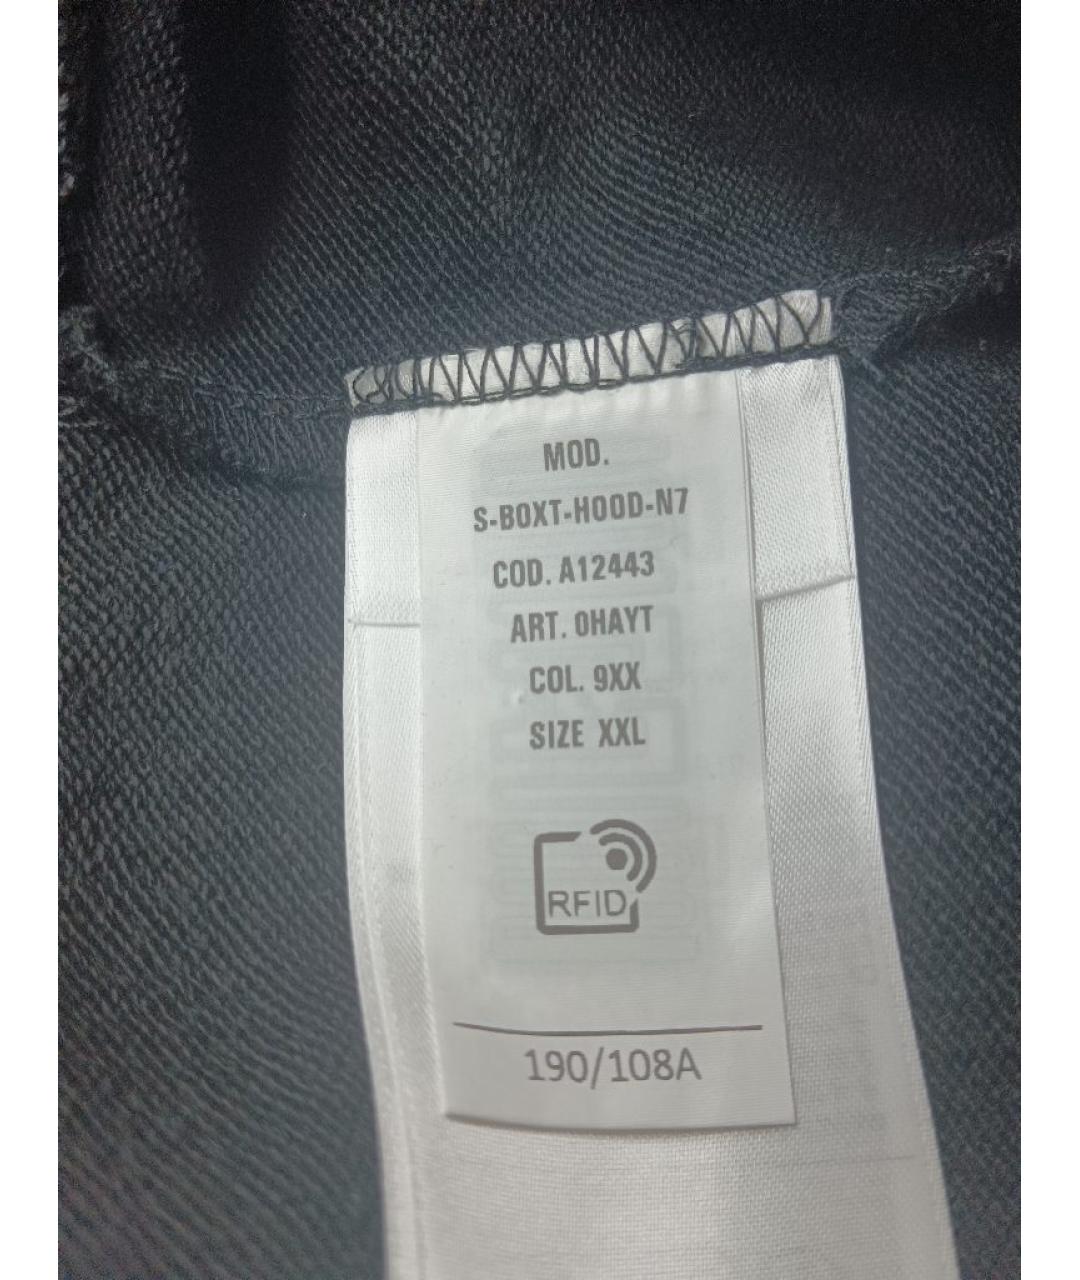 MOD.
S-BOXT-HOOD-N7
COD. A12443
ART. 0HAYT
COL. 9XX
SIZE XXL
RFID
190/108A